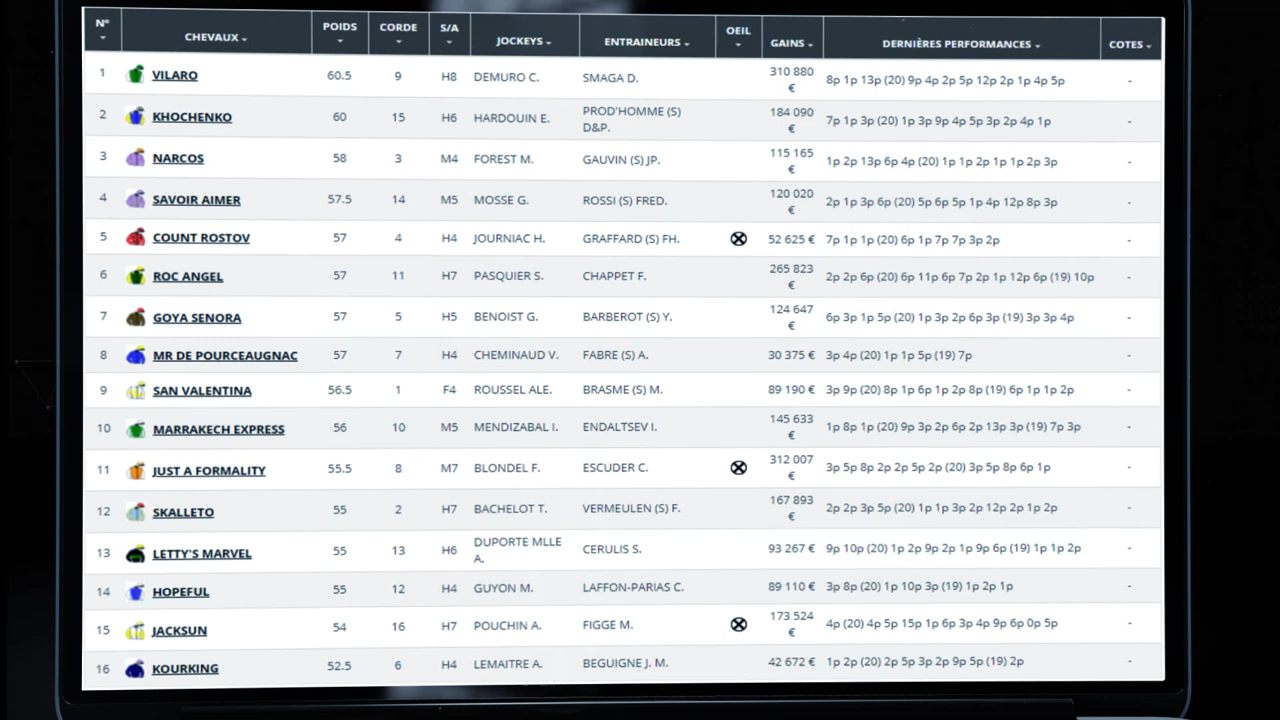 N° CHEVAUX POIDS CORDE S/A JOCKEYS ENTRAINEURS OEIL GAINS DERNIÈRES PERFORMANCES COTES
1 VILARO 60.5 9 H8 DEMURO C. SMAGA D. 310 880 € 8p 1p 13p (20) 9p 4p 2p 5p 12p 2p 1p 4p 5p -
2 KHOCHENKO 60 15 H6 HARDOUIN E. PROD'HOMME (S) D&P. 184 090 € 7p 1p 3p (20) 1p 3p 9p 4p 5p 3p 2p 4p 1p -
3 NARCOS 58 3 M4 FOREST M. GAUVIN (S) JP. 115 165 € 1p 2p 13p 6p 4p (20) 1p 1p 2p 1p 1p 2p 3p -
4 SAVOIR AIMER 57.5 14 M5 MOSSE G. ROSSI (S) FRED. 120 020 € 2p 1p 3p 6p (20) 5p 6p 5p 1p 4p 12p 8p 3p -
5 COUNT ROSTOV 57 4 H4 JOURNIAC H. GRAFFARD (S) FH. 52 625 € 7p 1p 1p (20) 6p 1p 7p 7p 3p 2p -
6 ROC ANGEL 57 11 H7 PASQUIER S. CHAPPET F. 265 823 € 2p 2p 6p (20) 6p 11p 6p 7p 2p 1p 12p 6p (19) 10p -
7 GOYA SENORA 57 5 H5 BENOIST G. BARBEROT (S) Y. 124 647 € 6p 3p 1p 5p (20) 1p 3p 2p 6p 3p (19) 3p 3p 4p -
8 MR DE POURCEAUGNAC 57 7 H4 CHEMINAUD V. FABRE (S) A. 30 375 € 3p 4p (20) 1p 1p 5p (19) 7p -
9 SAN VALENTINA 56.5 1 F4 ROUSSEL ALE. BRASME (S) M. 89 190 € 3p 9p (20) 8p 1p 6p 1p 2p 8p (19) 6p 1p 1p 2p -
10 MARRAKECH EXPRESS 56 10 M5 MENDIZABAL I. ENDALTSEV I. 145 633 € 1p 8p 1p (20) 9p 3p 2p 6p 2p 13p 3p (19) 7p 3p -
11 JUST A FORMALITY 55.5 8 M7 BLONDEL F. ESCUDER C. 312 007 € 3p 5p 8p 2p 2p 5p 2p (20) 3p 5p 8p 6p 1p -
12 SKALLETO 55 2 H7 BACHELOT T. VERMEULEN (S) F. 167 893 € 2p 2p 3p 5p (20) 1p 1p 3p 2p 12p 2p 1p 2p -
13 LETTY'S MARVEL 55 13 H6 DUPORTE MLLE A. CERULIS S. 93 267 € 9p 10p (20) 1p 2p 9p 2p 1p 9p 6p (19) 1p 1p 2p -
14 HOPEFUL 55 12 H4 GUYON M. LAFFON-PARIAS C. 89 110 € 3p 8p (20) 1p 10p 3p (19) 1p 2p 1p -
15 JACKSUN 54 16 H7 POUCHIN A. FIGGE M. 173 524 € 4p (20) 4p 5p 15p 1p 6p 3p 4p 9p 6p 0p 5p -
16 KOURKING 52.5 6 H4 LEMAITRE A. BEGUIGNE J. M. 42 672 € 1p 2p (20) 2p 5p 3p 2p 9p 5p (19) 2p -